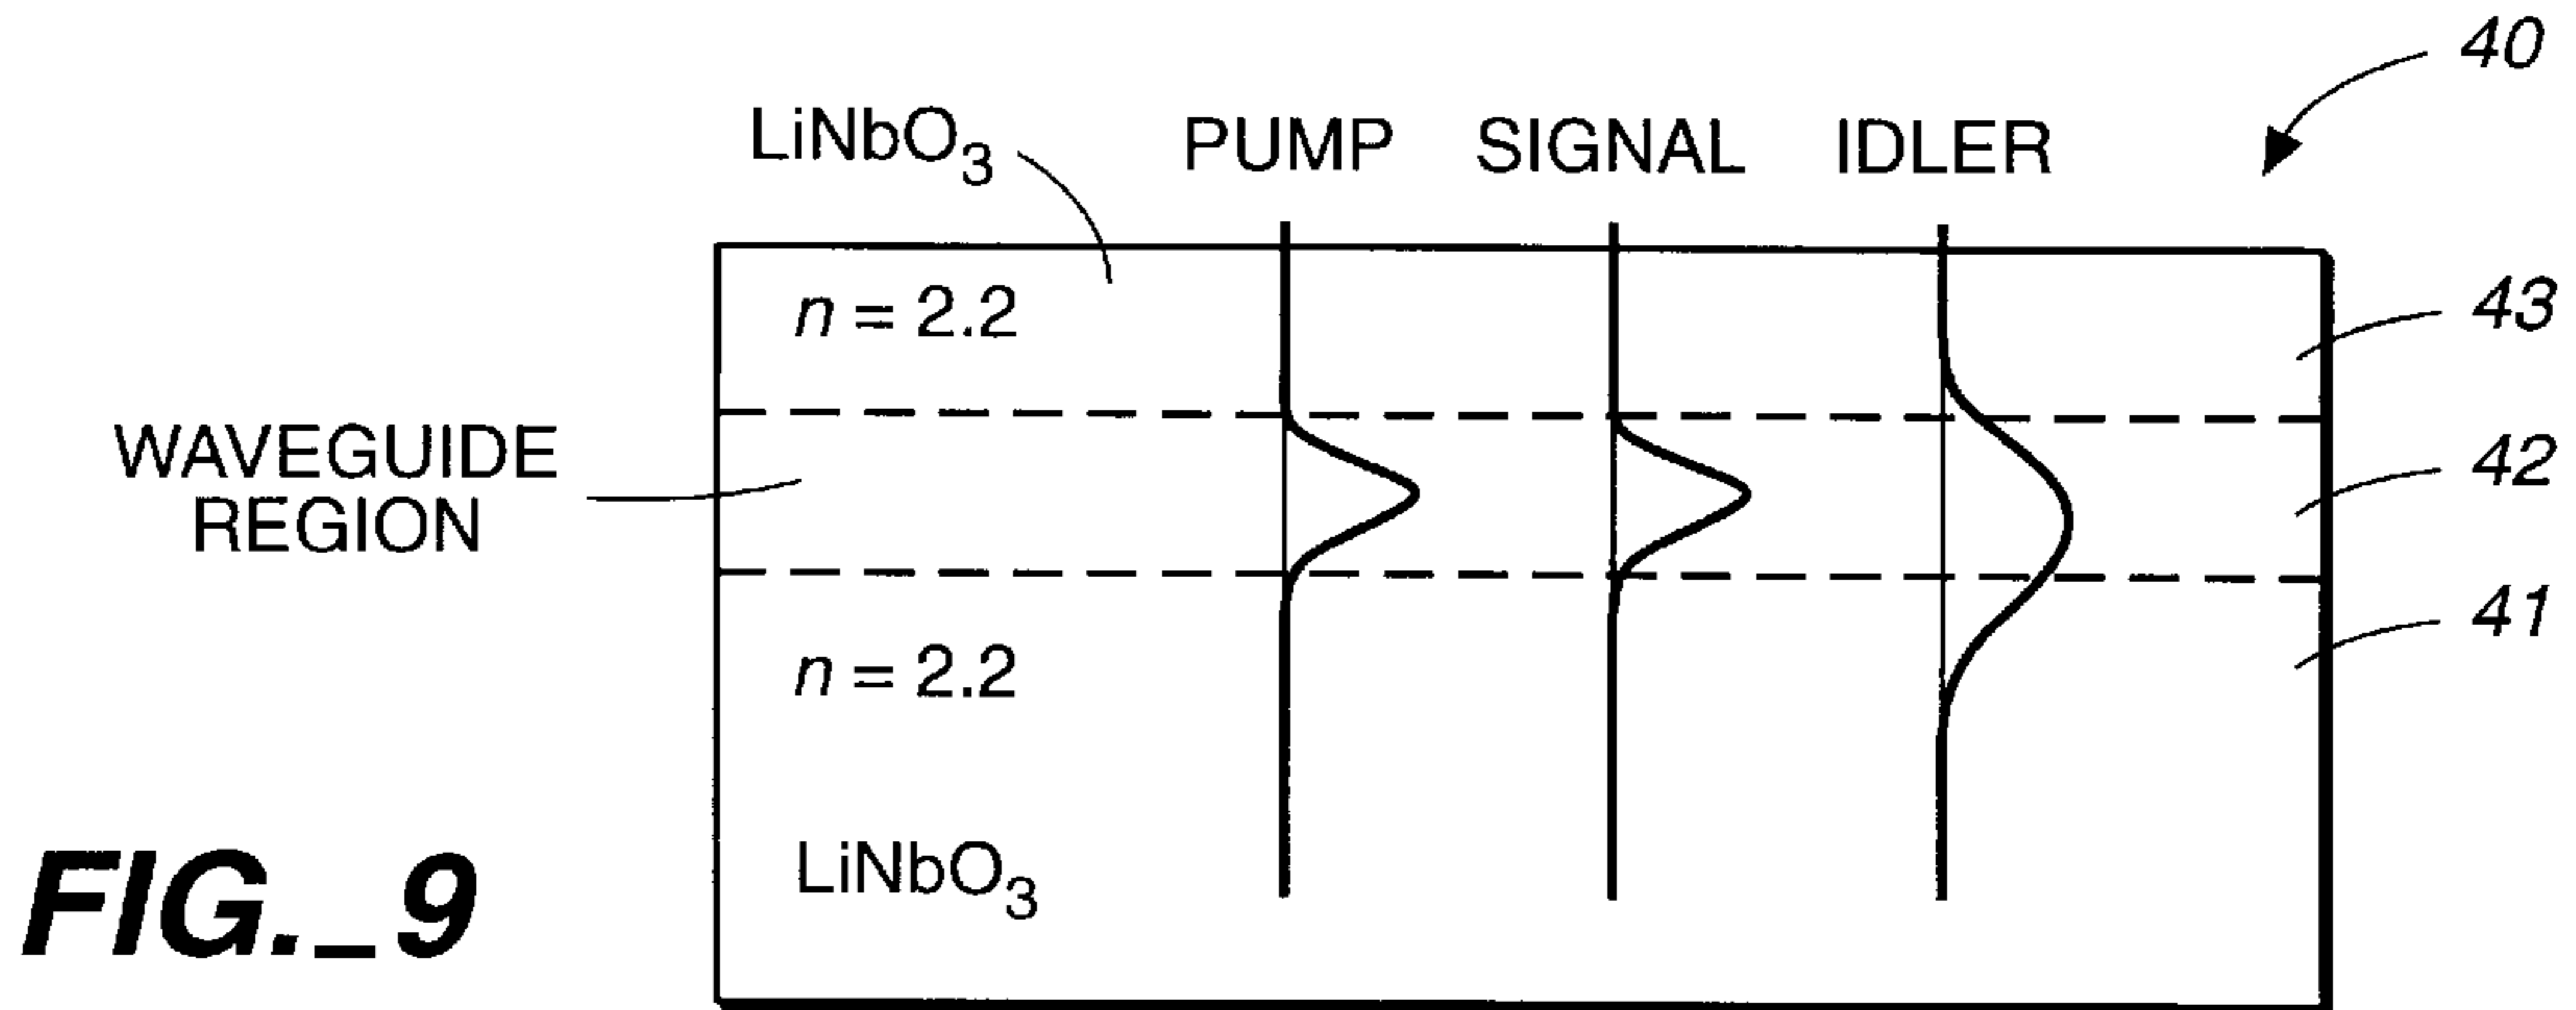 40
LiNbO3 PUMP SIGNAL IDLER
n = 2.2
43
WAVEGUIDE
REGION
42
n = 2.2
41
LiNbO3
FIG._9